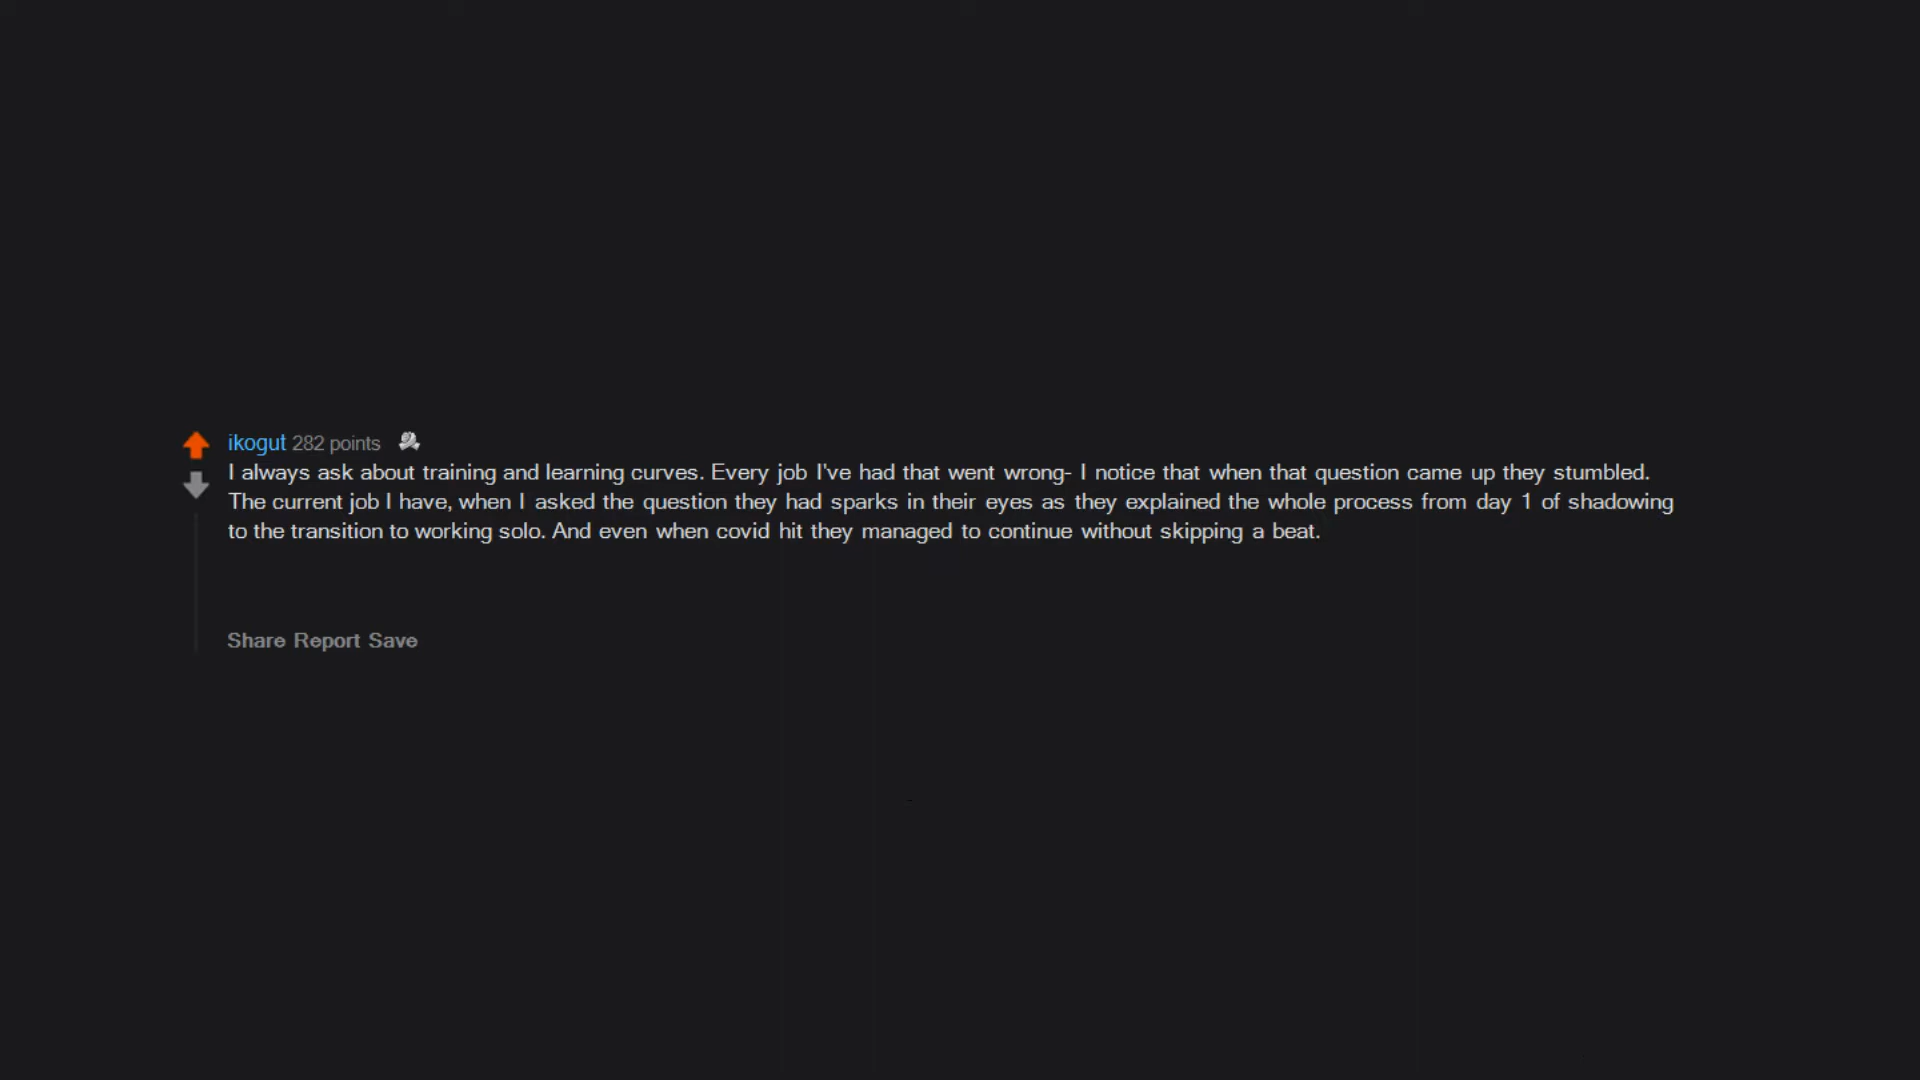 ikogut 282 points
I always ask about training and learning curves. Every job I've had that went wrong- I notice that when that question came up they stumbled.
The current job I have, when I asked the question they had sparks in their eyes as they explained the whole process from day 1 of shadowing
to the transition to working solo. And even when covid hit they managed to continue without skipping a beat.
Share Report Save